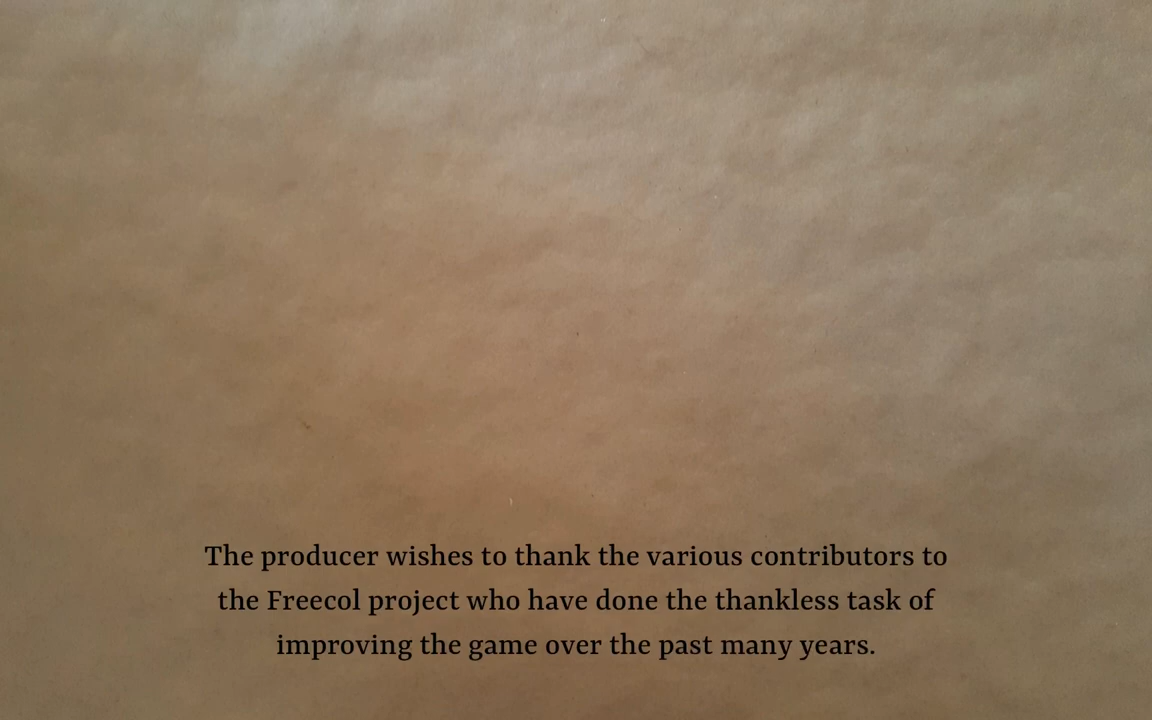 The producer wishes to thank the various contributors to
the Freecol project who have done the thankless task of
improving the game over the past many years.